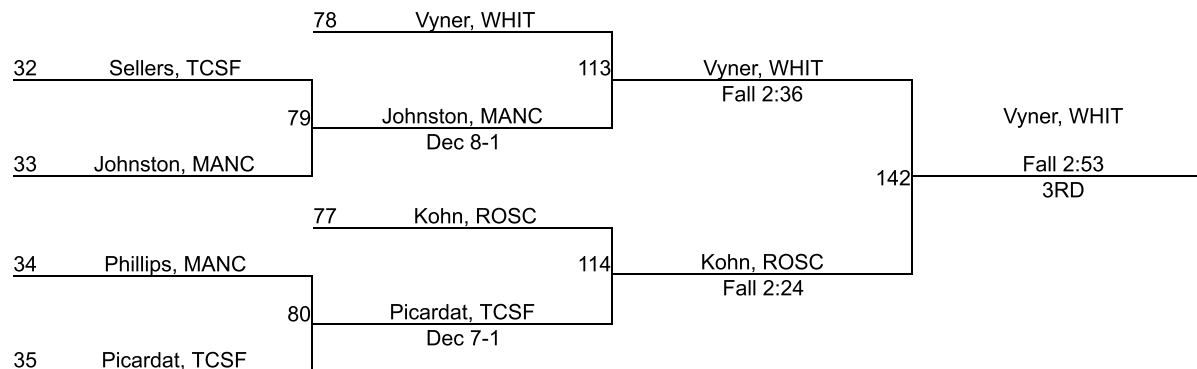 78 Vyner, WHIT
32 Sellers, TCSF
113 Vyner, WHIT
Fall 2:36
79 Johnston, MANC
Dec 8-1
Vyner, WHIT
33 Johnston, MANC
142 Fall 2:53
3RD
77 Kohn, ROSC
34 Phillips, MANC
114 Kohn, ROSC
Fall 2:24
80 Picardat, TCSF
Dec 7-1
35 Picardat, TCSF